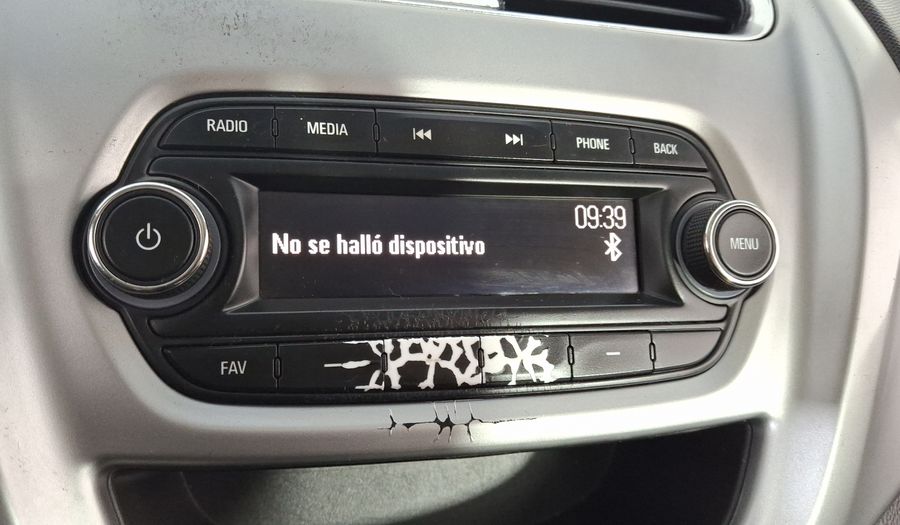 RADIO MEDIA PHONE BACK
09:39
No se halló dispositivo
MENU
FAV